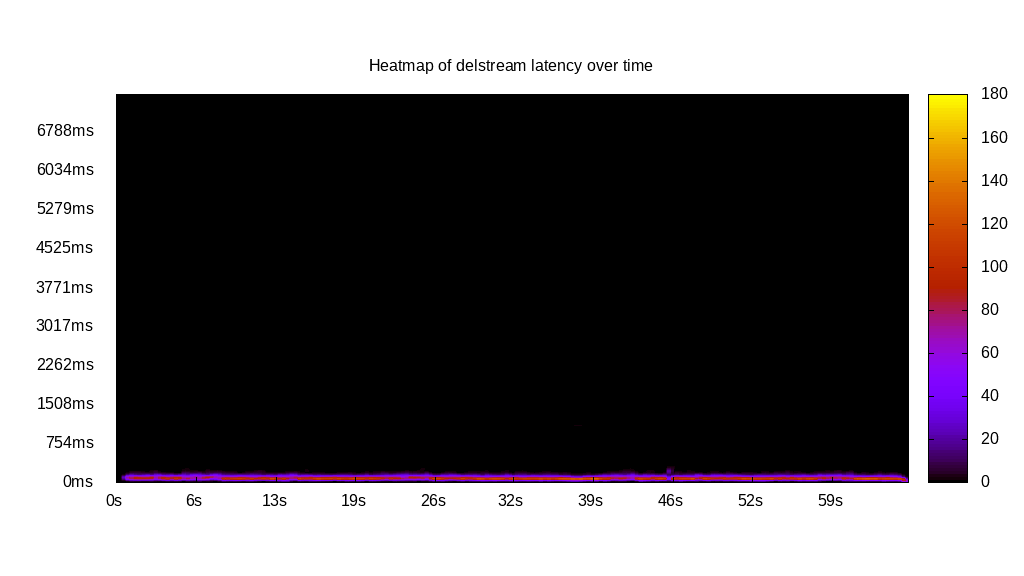 Heatmap of delstream latency over time
6788ms
6034ms
5279ms
4525ms
3771ms
3017ms
2262ms
1508ms
754ms
0ms
0s 6s 13s 19s 26s 32s 39s 46s 52s 59s
180
160
140
120
100
80
60
40
20
0